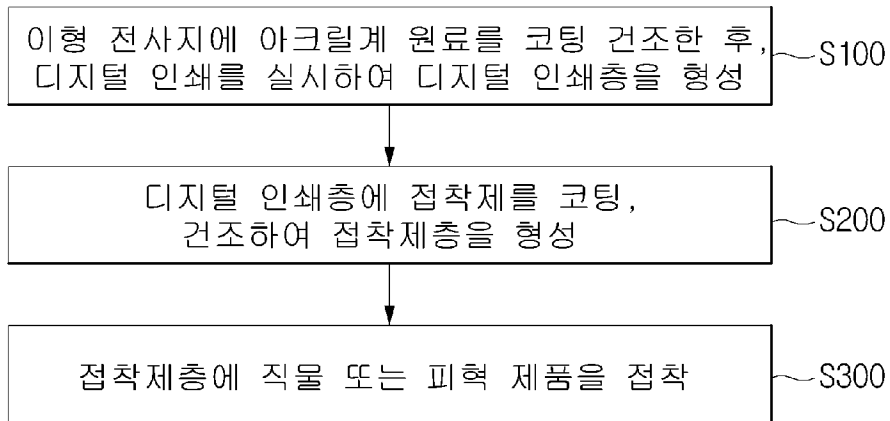 이형 전사지에 아크릴계 원료를 코팅 건조한 후,
디지털 인쇄를 실시하여 디지털 인쇄층을 형성
S100
디지털 인쇄층에 접착제를 코팅,
건조하여 접착제층을 형성
S200
접착제층에 직물 또는 피혁 제품을 접착
S300